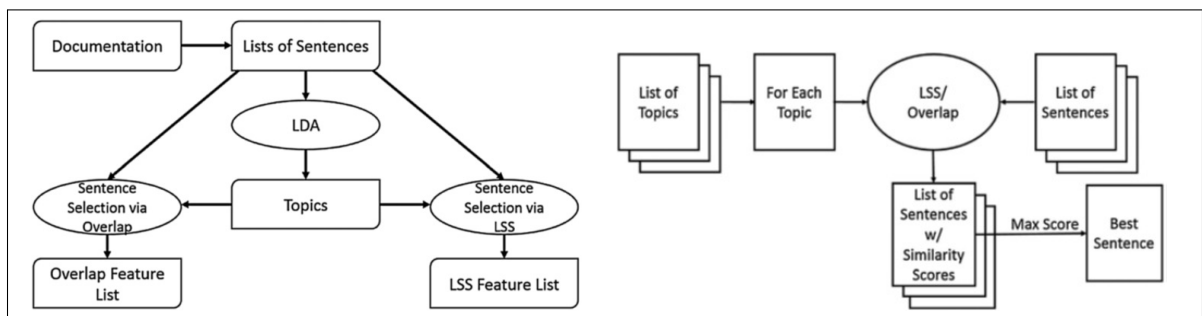 Documentation
Lists of Sentences
LDA
Sentence
Selection via
Overlap
Topics
Sentence
Selection via
LSS
Overlap Feature
List
LSS Feature List
List of
Topics
For Each
Topic
LSS/
Overlap
List of
Sentences
List of
Sentences
w/
Similarity
Scores
Max Score
Best
Sentence